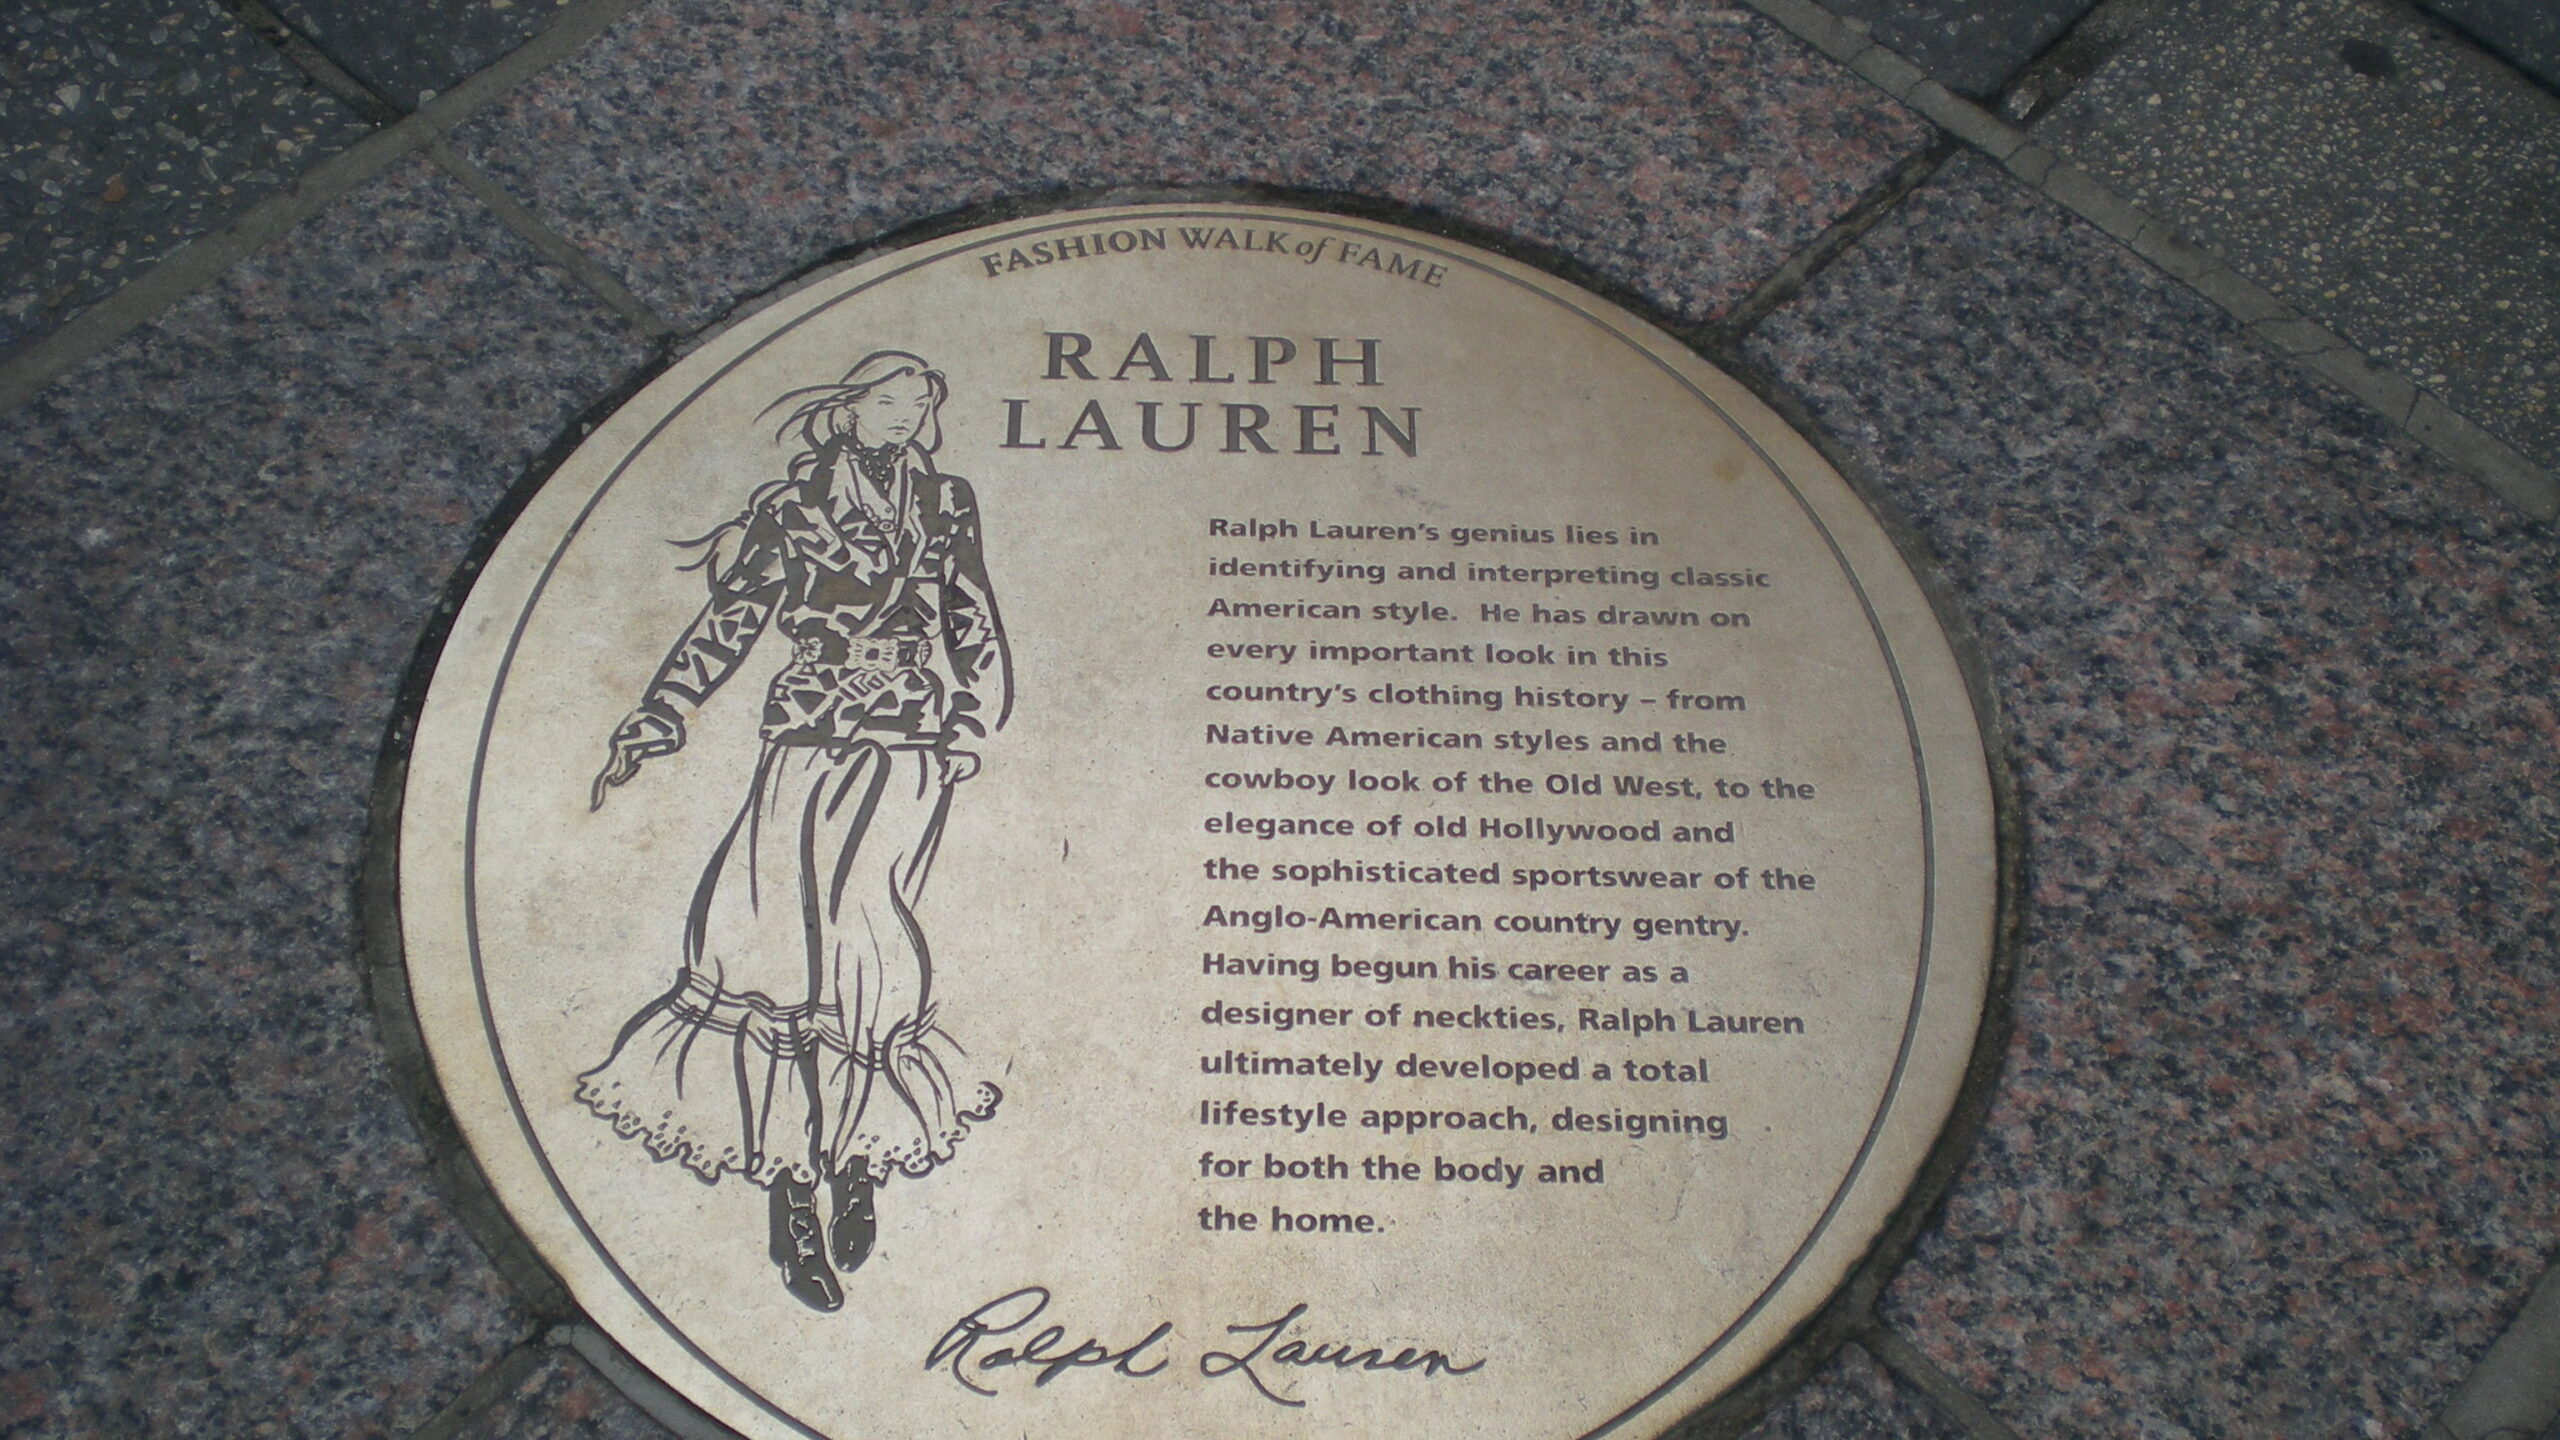 FASHION WALK of FAME
RALPH
LAUREN
Ralph Lauren's genius lies in
identifying and interpreting classic
American style. He has drawn on
every important look in this
country's clothing history – from
Native American styles and the
cowboy look of the Old West, to the
elegance of old Hollywood and
the sophisticated sportswear of the
Anglo-American country gentry.
Having begun his career as a
designer of neckties, Ralph Lauren
ultimately developed a total
lifestyle approach, designing
for both the body and
the home.
Ralph Lauren